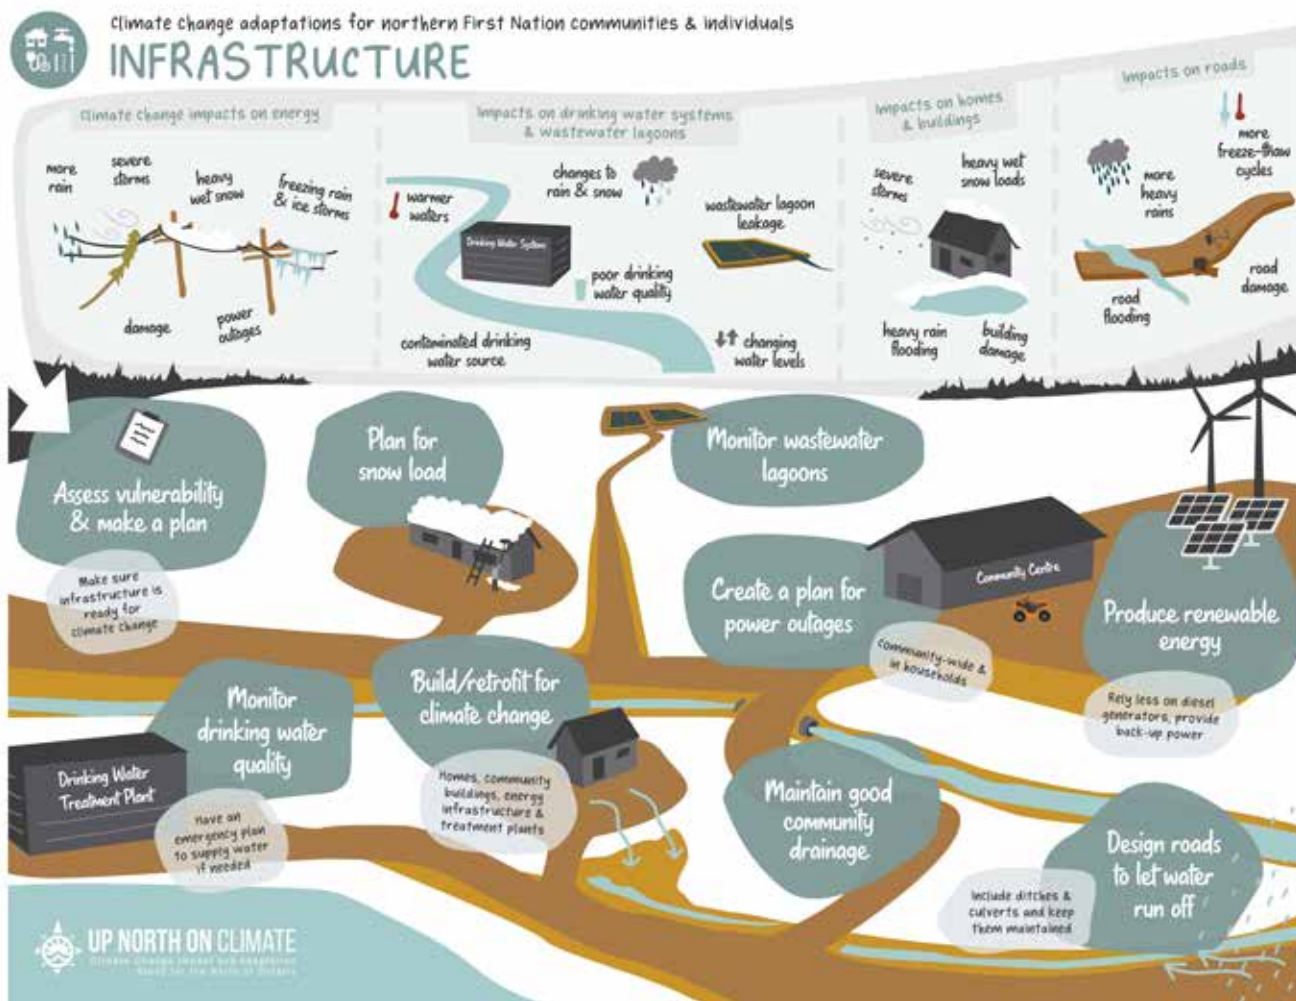 Climate change adaptations for northern First Nation communities & individuals
INFRASTRUCTURE
Climate change impacts on energy
more
rain
severe
storms
heavy
wet snow
freezing rain
& ice storms
damage
power
outages
Impacts on drinking water systems
& wastewater lagoons
warmer
waters
changes to
rain & snow
wastewater lagoon
leakage
Drinking Water System
poor drinking
water quality
contaminated drinking
water source
changing
water levels
Impacts on homes
& buildings
severe
storms
heavy wet
snow loads
heavy rain
flooding
building
damage
Impacts on roads
more
heavy
rains
more
freeze-thaw
cycles
road
flooding
road
damage
Assess vulnerability
& make a plan
Make sure
infrastructure is
ready for
climate change
Plan for
snow load
Monitor wastewater
lagoons
Create a plan for
power outages
Community Centre
Community-wide &
in households
Produce renewable
energy
Rely less on diesel
generators, provide
back-up power
Monitor
drinking water
quality
Drinking Water
Treatment Plant
Have an
emergency plan
to supply water
if needed
Build/retrofit for
climate change
Homes, community
buildings, energy
infrastructure &
treatment plants
Maintain good
community
drainage
Design roads
to let water
run off
Include ditches &
culverts and keep
them maintained
UP NORTH ON CLIMATE
Climate Change Impact and Adaptation